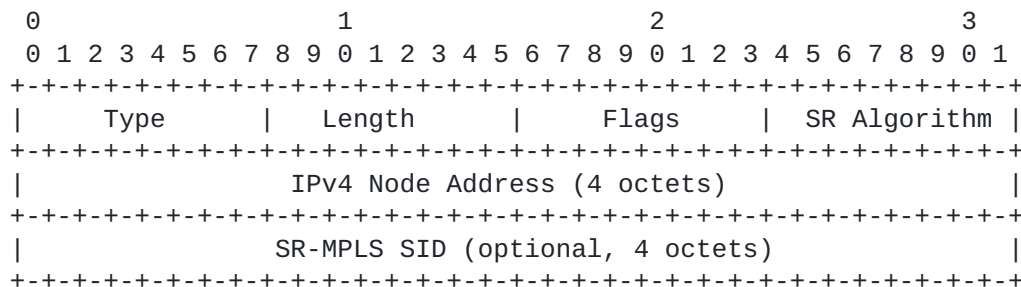 0                   1                   2                   3
 0 1 2 3 4 5 6 7 8 9 0 1 2 3 4 5 6 7 8 9 0 1 2 3 4 5 6 7 8 9 0 1
+-+-+-+-+-+-+-+-+-+-+-+-+-+-+-+-+-+-+-+-+-+-+-+-+-+-+-+-+-+-+-+-+
|     Type      |   Length      |     Flags     |  SR Algorithm |
+-+-+-+-+-+-+-+-+-+-+-+-+-+-+-+-+-+-+-+-+-+-+-+-+-+-+-+-+-+-+-+-+
|                 IPv4 Node Address (4 octets)                  |
+-+-+-+-+-+-+-+-+-+-+-+-+-+-+-+-+-+-+-+-+-+-+-+-+-+-+-+-+-+-+-+-+
|                SR-MPLS SID (optional, 4 octets)               |
+-+-+-+-+-+-+-+-+-+-+-+-+-+-+-+-+-+-+-+-+-+-+-+-+-+-+-+-+-+-+-+-+